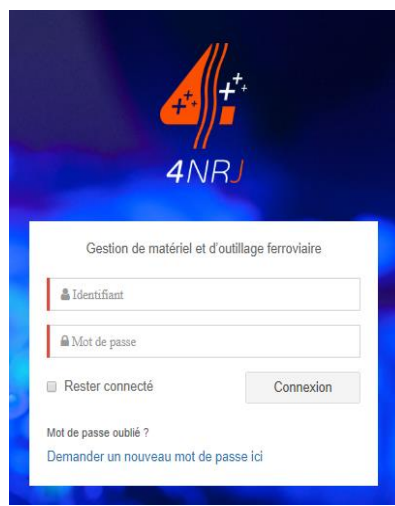 4NRJ
Gestion de matériel et d'outillage ferroviaire
Identifiant
Mot de passe
Rester connecté
Connexion
Mot de passe oublié ?
Demander un nouveau mot de passe ici